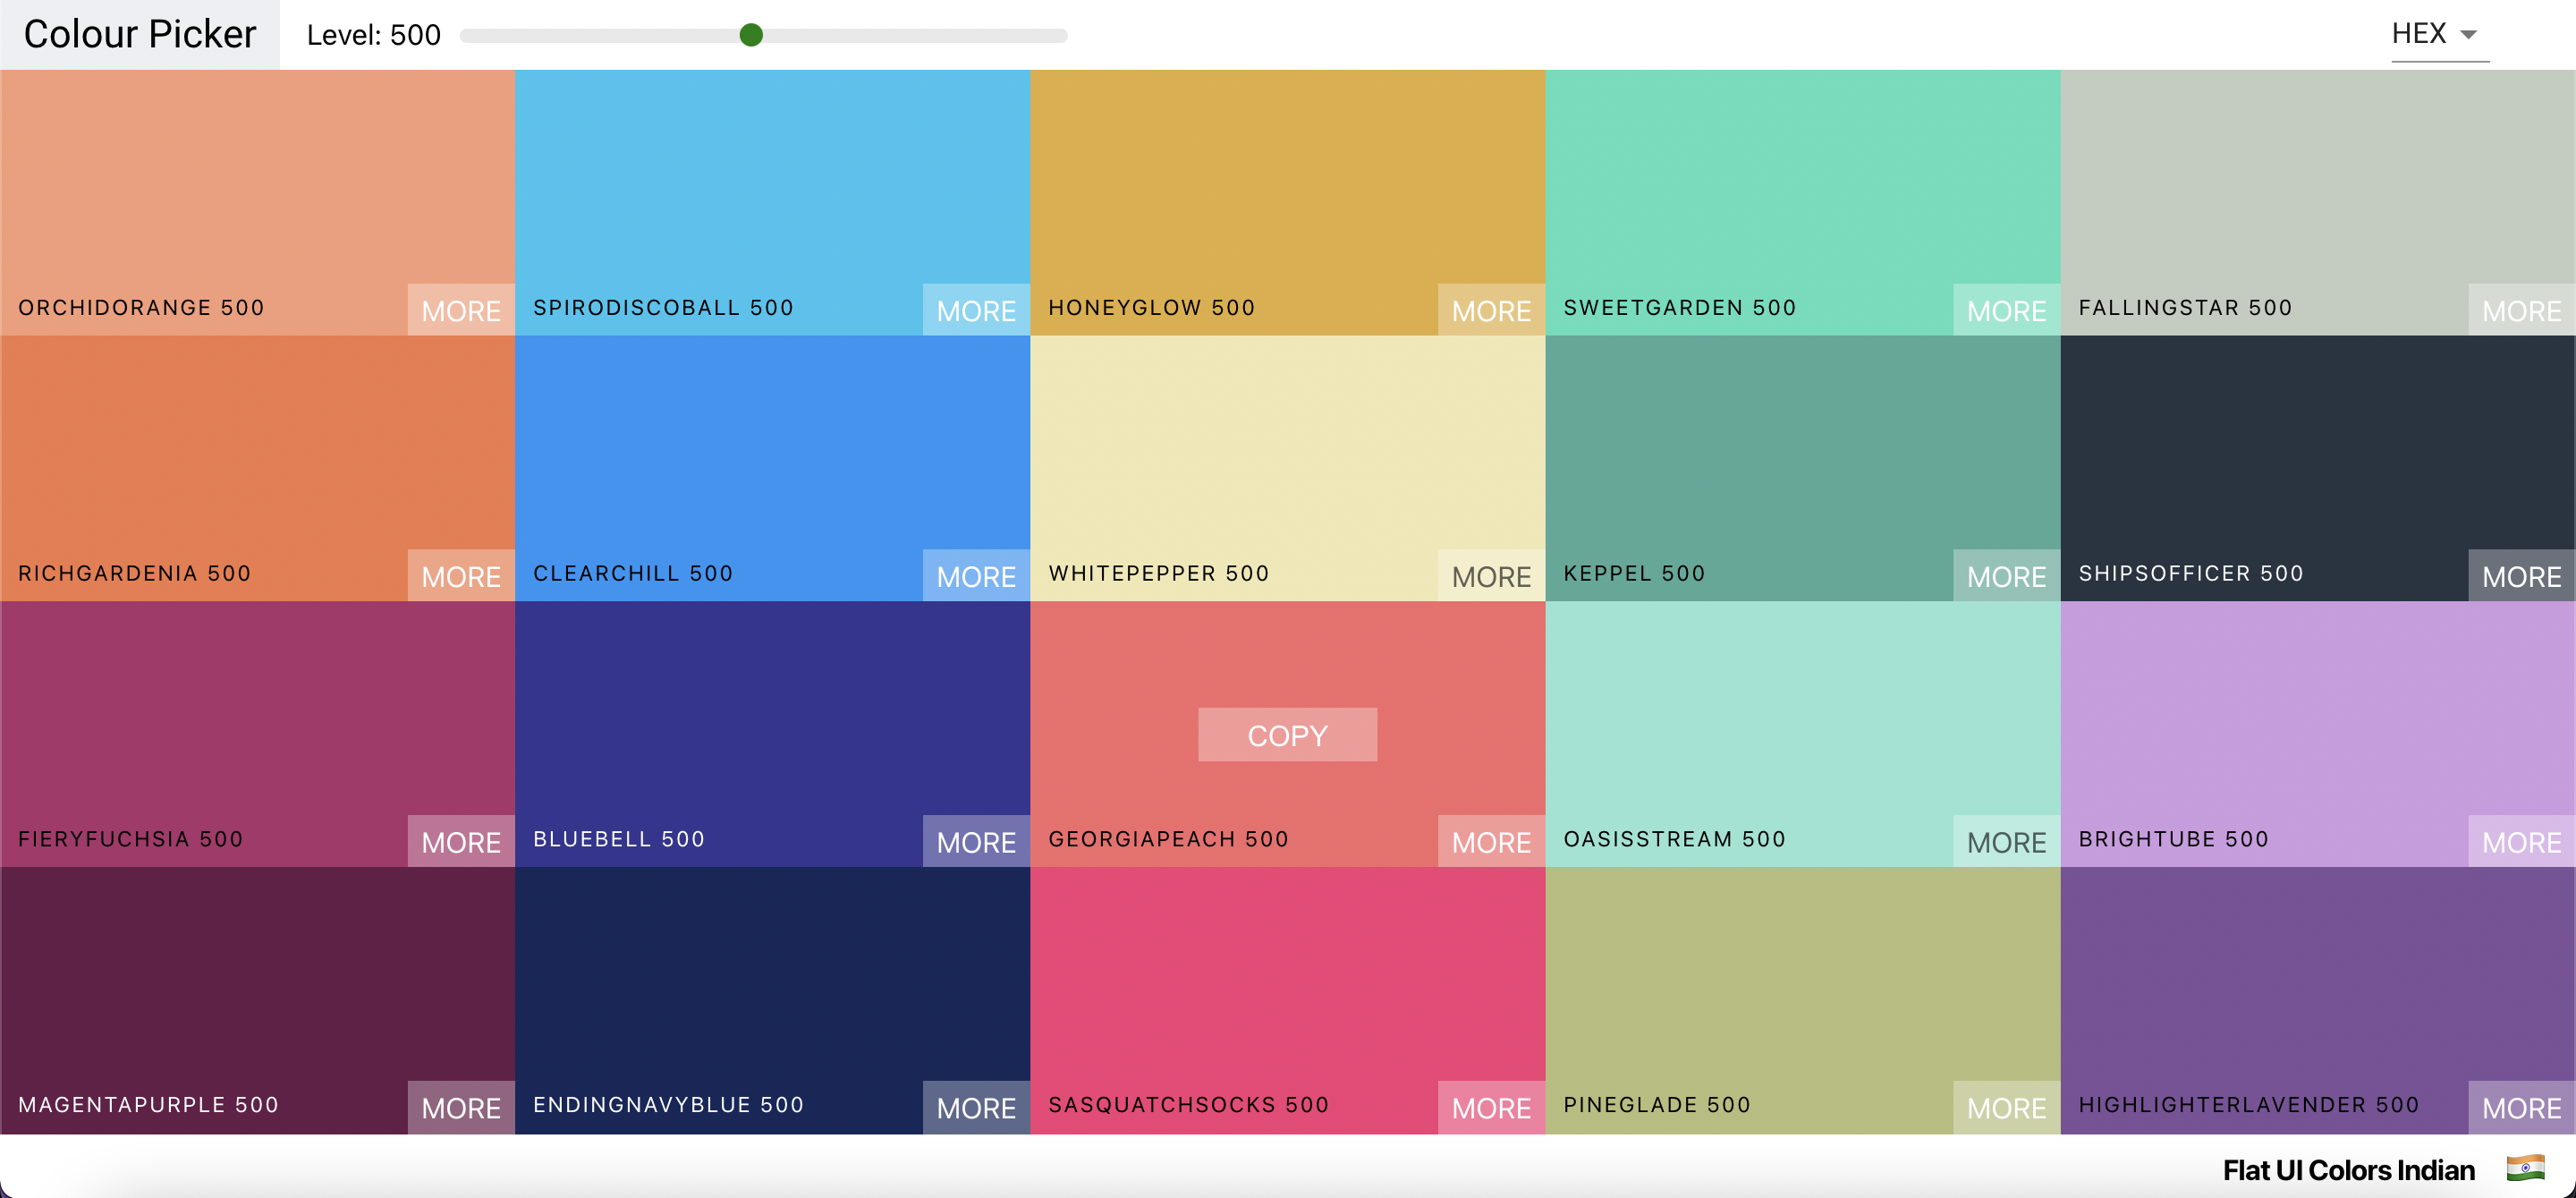 Colour Picker Level: 500 HEX
ORCHIDORANGE 500 MORE SPIRODISCOBALL 500 MORE HONEYGLOW 500 MORE SWEETGARDEN 500 MORE FALLINGSTAR 500 MORE
RICHGARDENIA 500 MORE CLEARCHILL 500 MORE WHITEPEPPER 500 MORE KEPPEL 500 MORE SHIPSOFFICER 500 MORE
COPY
FIERYFUCHSIA 500 MORE BLUEBELL 500 MORE GEORGIAPEACH 500 MORE OASISSTREAM 500 MORE BRIGHTUBE 500 MORE
MAGENTAPURPLE 500 MORE ENDINGNAVYBLUE 500 MORE SASQUATCHSOCKS 500 MORE PINEGLADE 500 MORE HIGHLIGHTERLAVENDER 500 MORE
Flat UI Colors Indian